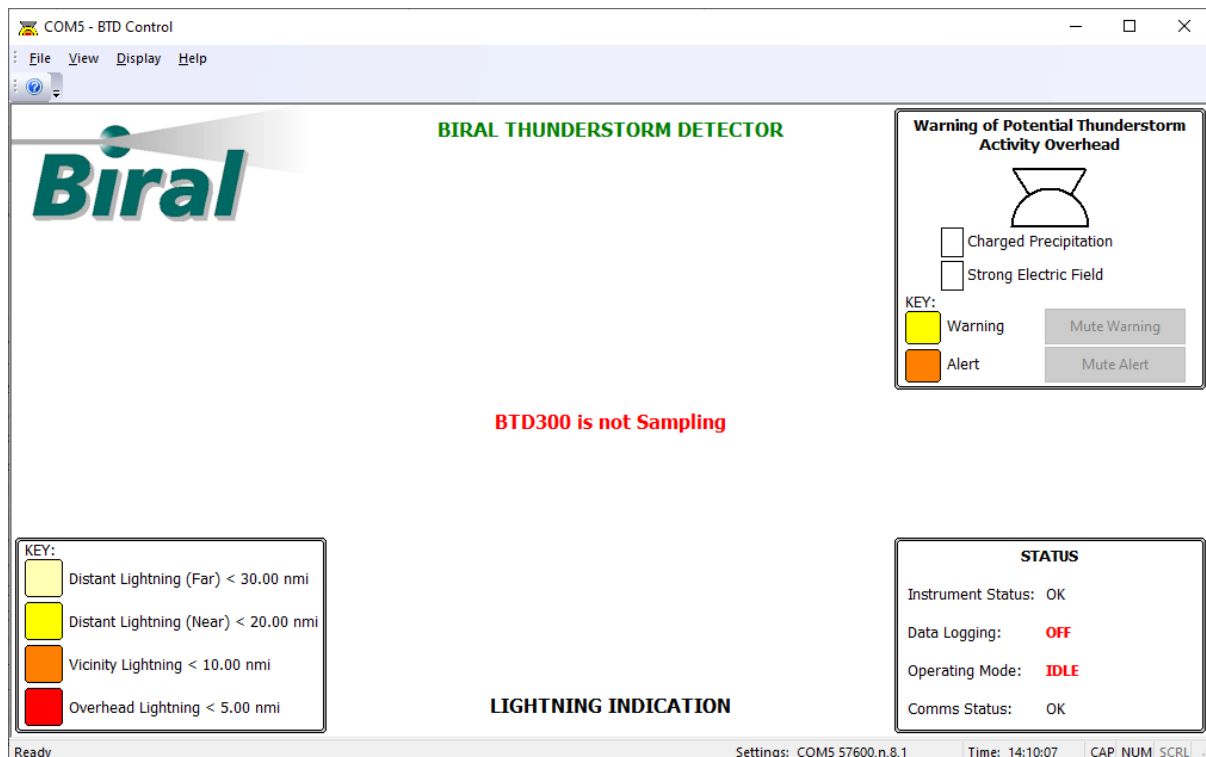 COM5 - BTD Control
File View Display Help
Biral
BIRAL THUNDERSTORM DETECTOR
Warning of Potential Thunderstorm
Activity Overhead
Charged Precipitation
Strong Electric Field
KEY:
Warning Mute Warning
Alert Mute Alert
BTD300 is not Sampling
KEY:
Distant Lightning (Far) < 30.00 nmi
Distant Lightning (Near) < 20.00 nmi
Vicinity Lightning < 10.00 nmi
Overhead Lightning < 5.00 nmi
LIGHTNING INDICATION
STATUS
Instrument Status: OK
Data Logging: OFF
Operating Mode: IDLE
Comms Status: OK
Ready Settings: COM5 57600,n,8,1 Time: 14:10:07 CAP NUM SCRL